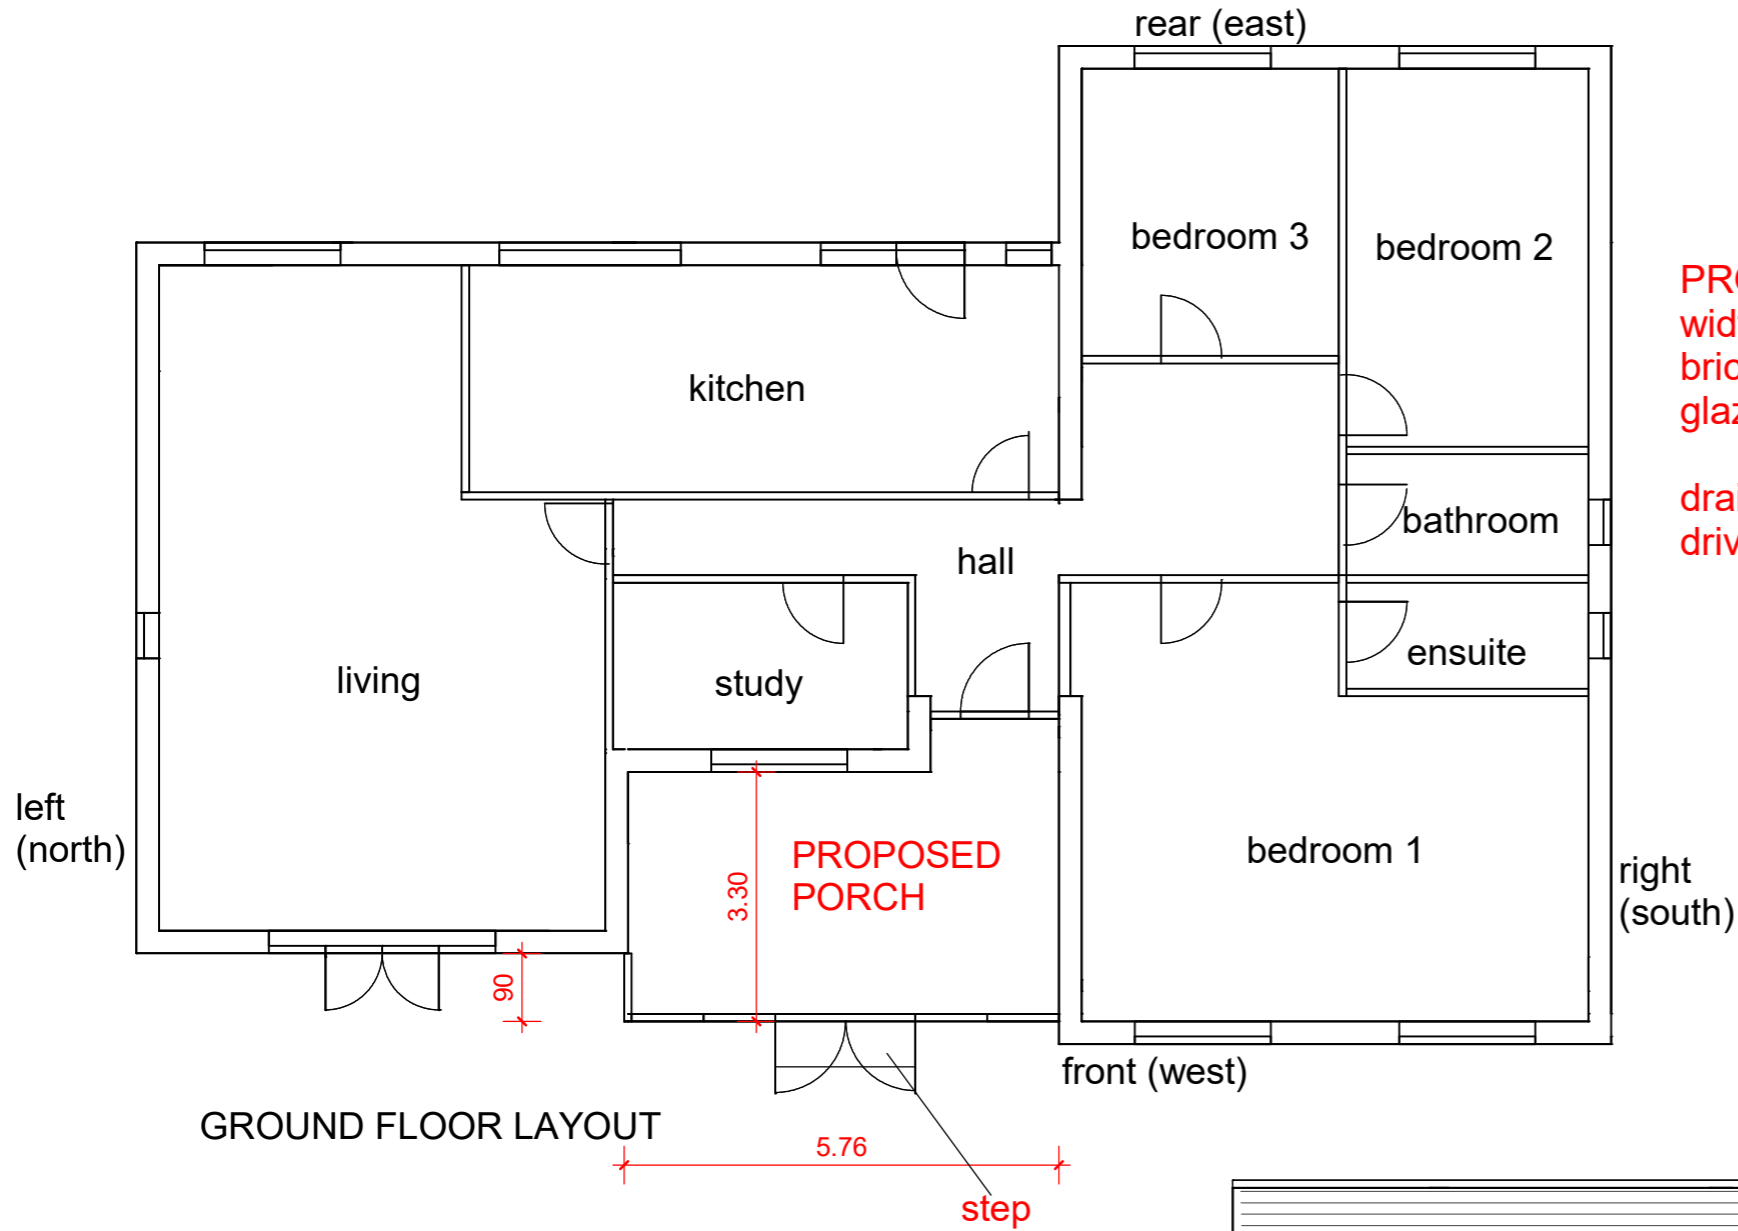 rear (east)
bedroom 3
bedroom 2
kitchen
bathroom
hall
ensuite
living
study
left
(north)
PROPOSED
PORCH
3.30
90
bedroom 1
right
(south)
front (west)
GROUND FLOOR LAYOUT
5.76
step